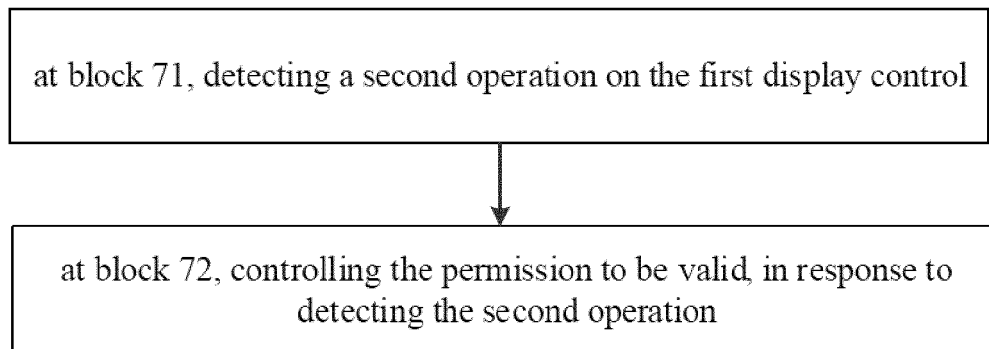 at block 71, detecting a second operation on the first display control
at block 72, controlling the permission to be valid, in response to
detecting the second operation